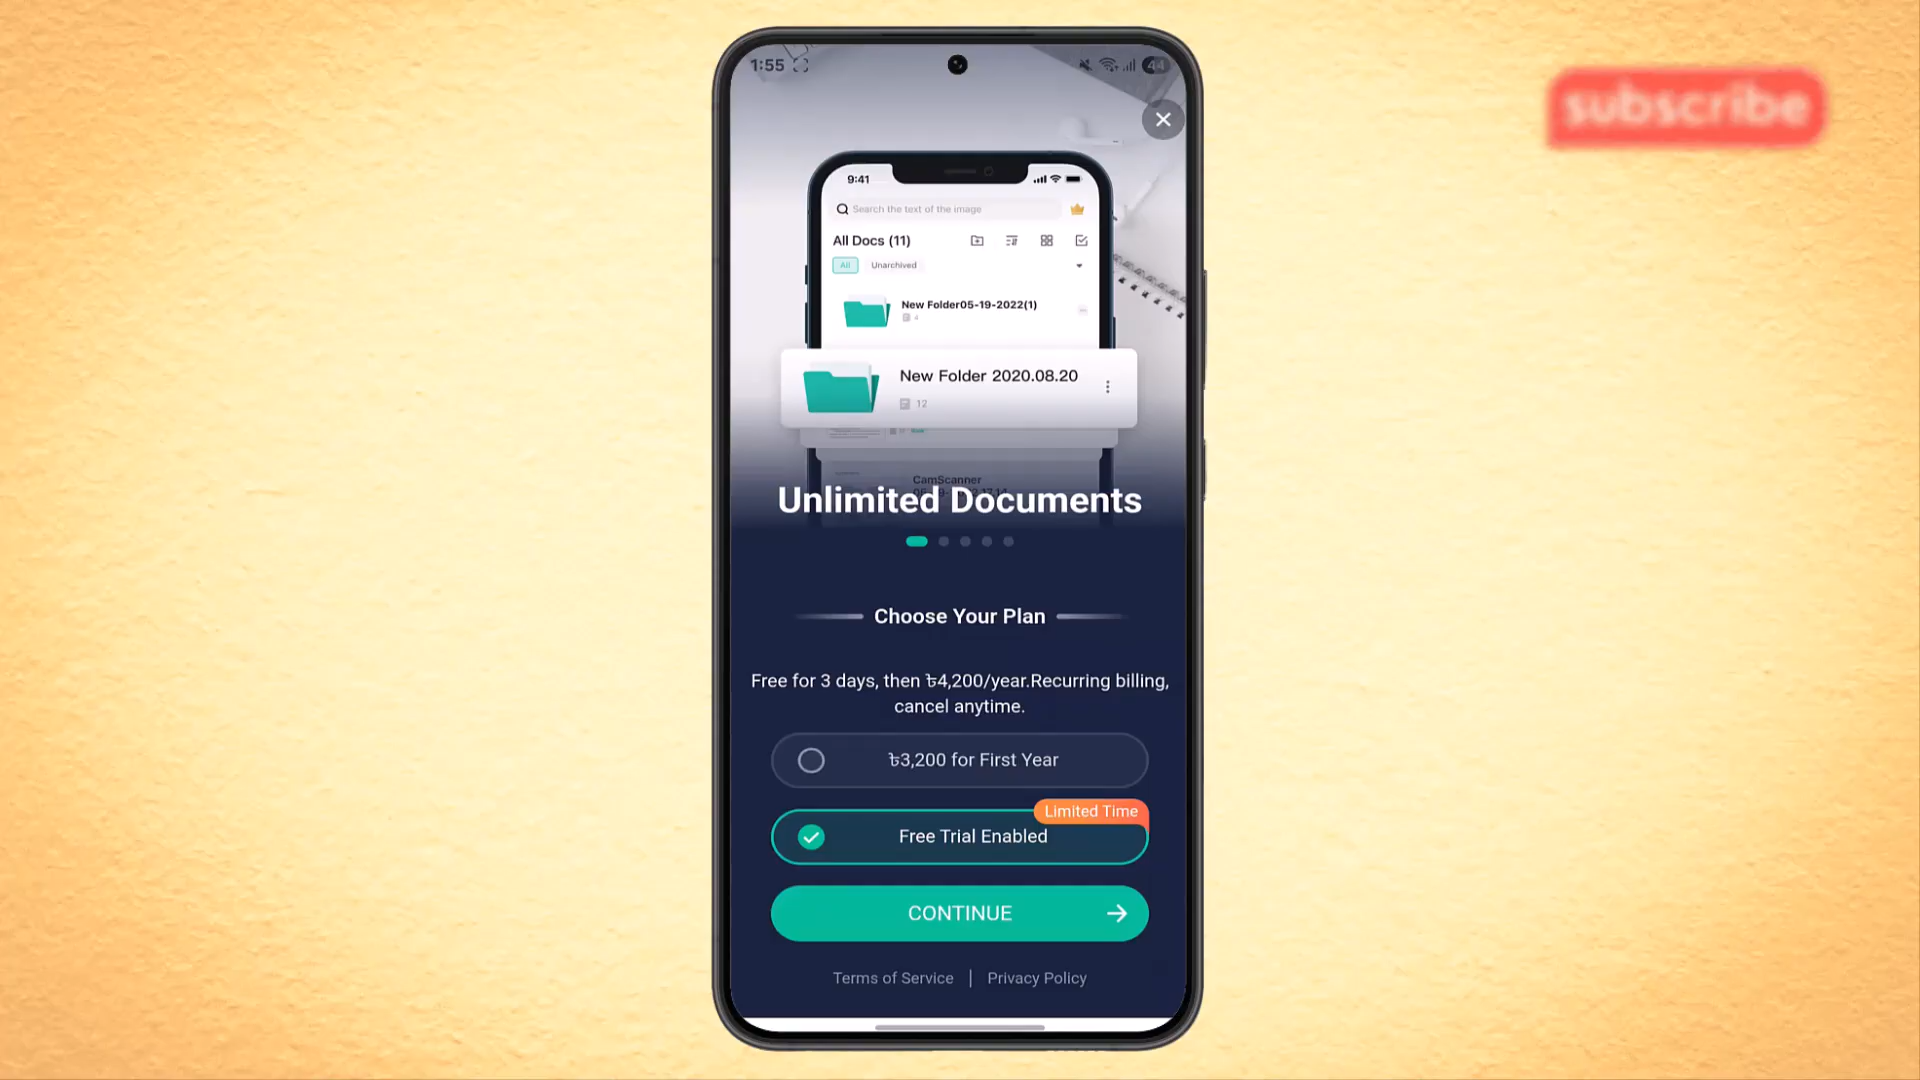 subscribe
1:55
44
9:41
Search the text of the image
All Docs (11)
All
Unarchived
New Folder05-19-2022(1)
4
New Folder 2020.08.20
12
CamScanner
Unlimited Documents
Choose Your Plan
Free for 3 days, then ৳4,200/year.Recurring billing,
cancel anytime.
৳3,200 for First Year
Limited Time
Free Trial Enabled
CONTINUE
Terms of Service | Privacy Policy